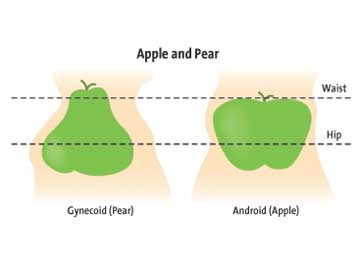 Apple and Pear
Waist
Hip
Gynecoid (Pear)
Android (Apple)